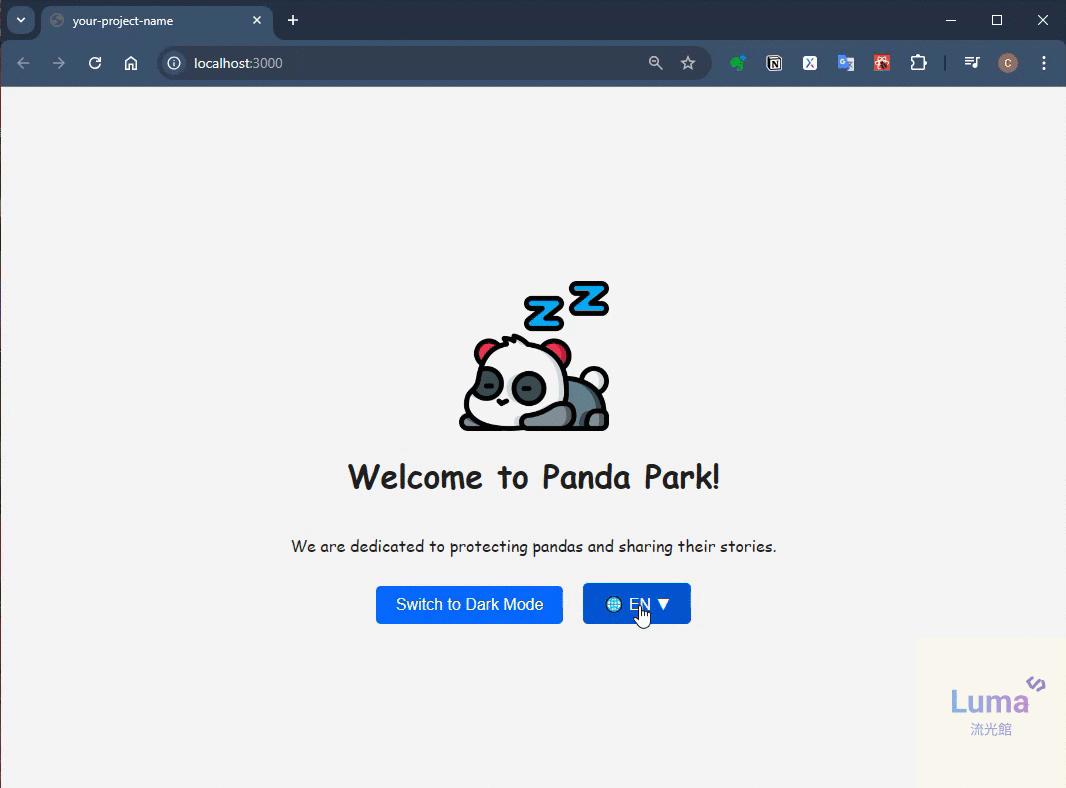 your-project-name
localhost:3000
Z Z
Welcome to Panda Park!
We are dedicated to protecting pandas and sharing their stories.
Switch to Dark Mode
EN ▼
Luma S
流光館